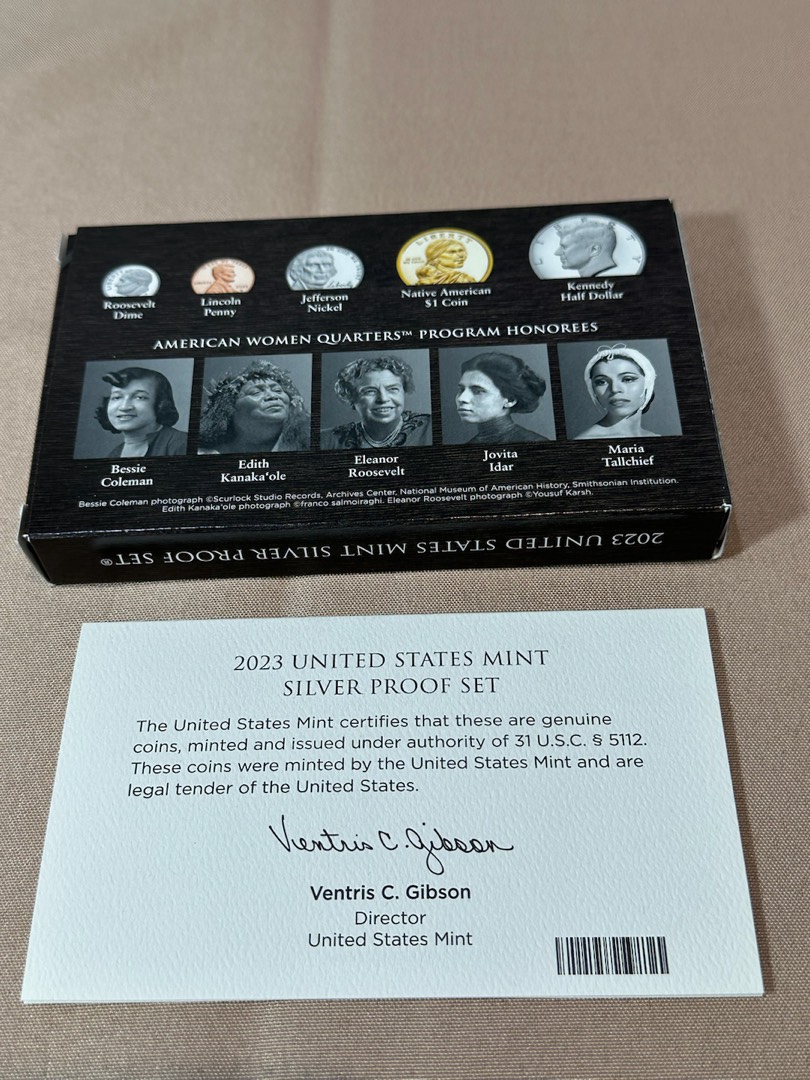 Roosevelt
Dime
Lincoln
Penny
Jefferson
Nickel
LIBERTY
Native American
$1 Coin
Kennedy
Half Dollar
AMERICAN WOMEN QUARTERS™ PROGRAM HONOREES
Bessie
Coleman
Edith
Kanakaʻole
Eleanor
Roosevelt
Jovita
Idar
Maria
Tallchief
Bessie Coleman photograph ©Scurlock Studio Records, Archives Center, National Museum of American History, Smithsonian Institution.
Edith Kanakaʻole photograph ©franco salmoiraghi. Eleanor Roosevelt photograph ©Yousuf Karsh.
2023 UNITED STATES MINT SILVER PROOF SET®
2023 UNITED STATES MINT
SILVER PROOF SET
The United States Mint certifies that these are genuine
coins, minted and issued under authority of 31 U.S.C. § 5112.
These coins were minted by the United States Mint and are
legal tender of the United States.
Ventris C. Gibson
Ventris C. Gibson
Director
United States Mint